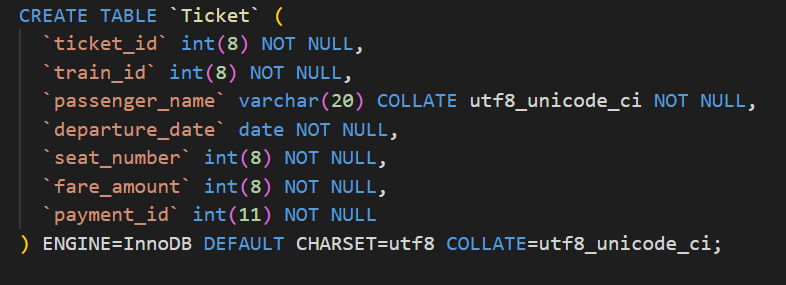 CREATE TABLE `Ticket` (
  `ticket_id` int(8) NOT NULL,
  `train_id` int(8) NOT NULL,
  `passenger_name` varchar(20) COLLATE utf8_unicode_ci NOT NULL,
  `departure_date` date NOT NULL,
  `seat_number` int(8) NOT NULL,
  `fare_amount` int(8) NOT NULL,
  `payment_id` int(11) NOT NULL
) ENGINE=InnoDB DEFAULT CHARSET=utf8 COLLATE=utf8_unicode_ci;